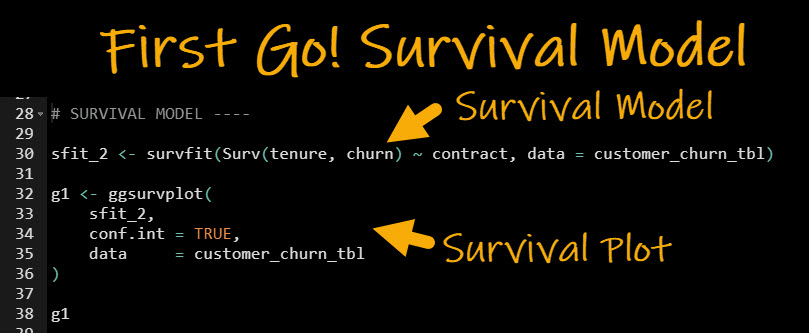 First Go! Survival Model
Survival Model
28 # SURVIVAL MODEL ----
29
30 sfit_2 <- survfit(Surv(tenure, churn) ~ contract, data = customer_churn_tbl)
31
32 g1 <- ggsurvplot(
33     sfit_2,
34     conf.int = TRUE,
35     data     = customer_churn_tbl
Survival Plot
36 )
37
38 g1